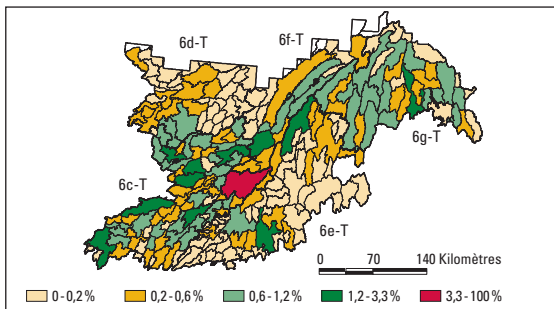 6d-T
6f-T
6g-T
6c-T
6e-T
0 70 140 Kilomètres
0-0,2% 0,2-0,6% 0,6-1,2% 1,2-3,3% 3,3-100%